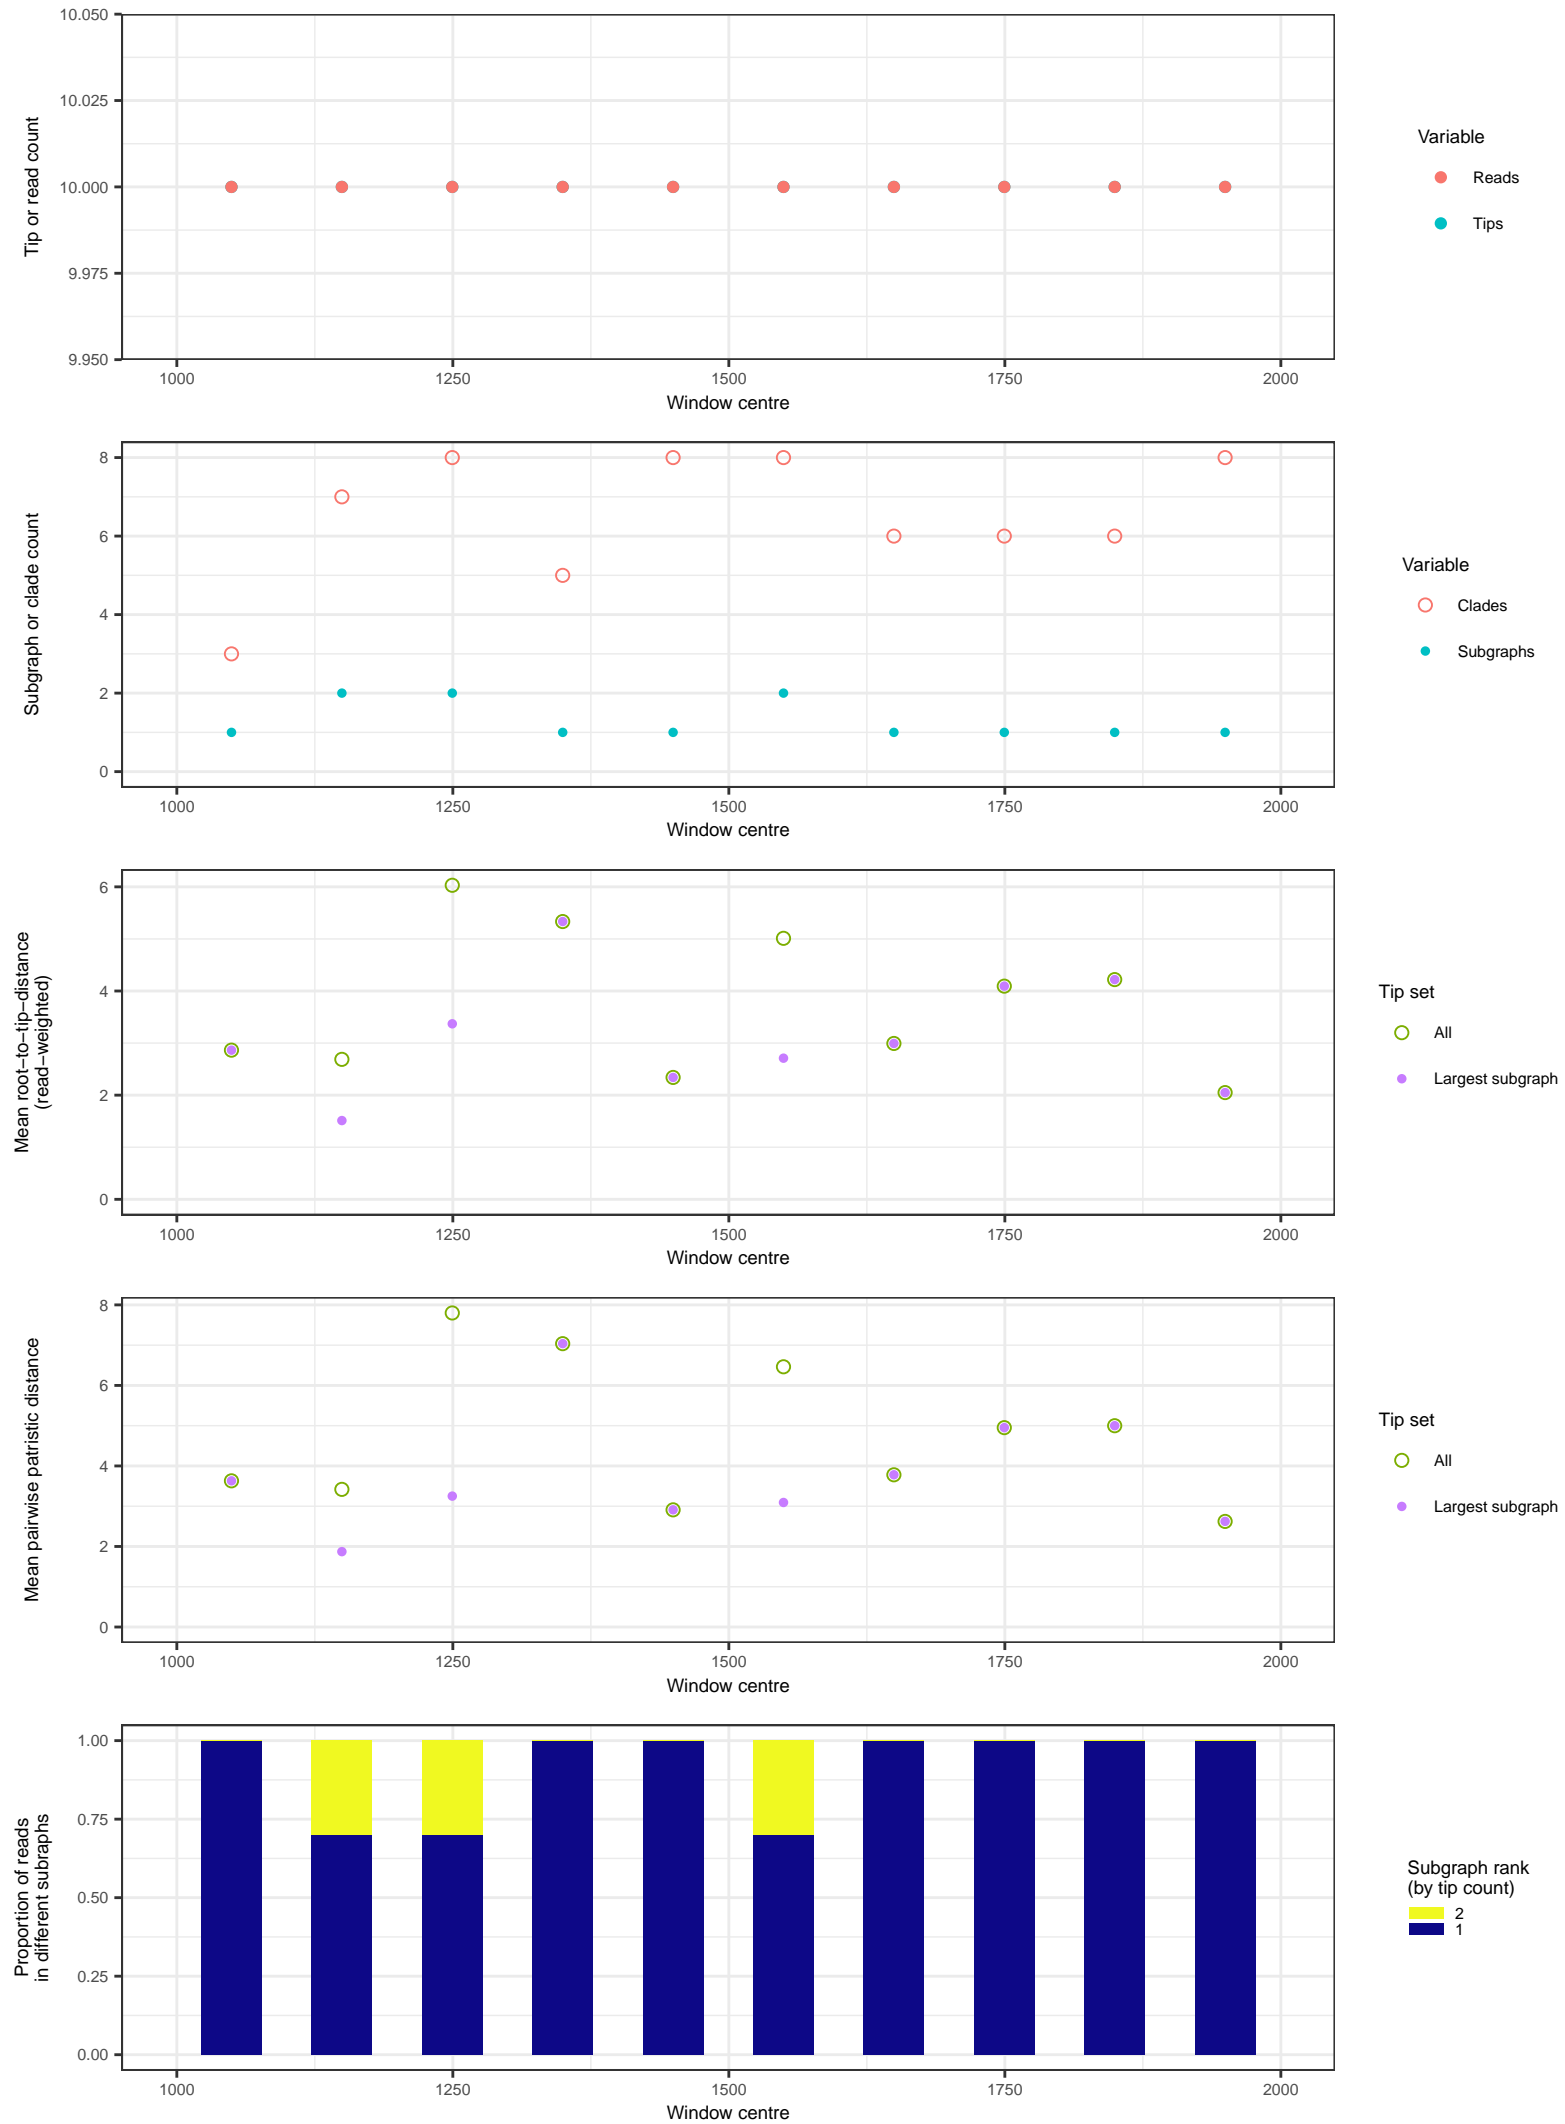 10.050
10.025
10.000
9.975
9.950
Tip or read count
1000 1250 1500 1750 2000
Window centre
Variable
Reads
Tips
8
6
4
2
0
Subgraph or clade count
1000 1250 1500 1750 2000
Window centre
Variable
Clades
Subgraphs
6
4
2
0
Mean root−to−tip−distance
(read−weighted)
1000 1250 1500 1750 2000
Window centre
Tip set
All
Largest subgraph
8
6
4
2
0
Mean pairwise patristic distance
1000 1250 1500 1750 2000
Window centre
Tip set
All
Largest subgraph
1.00
0.75
0.50
0.25
0.00
Proportion of reads
in different subraphs
1000 1250 1500 1750 2000
Window centre
Subgraph rank
(by tip count)
2
1